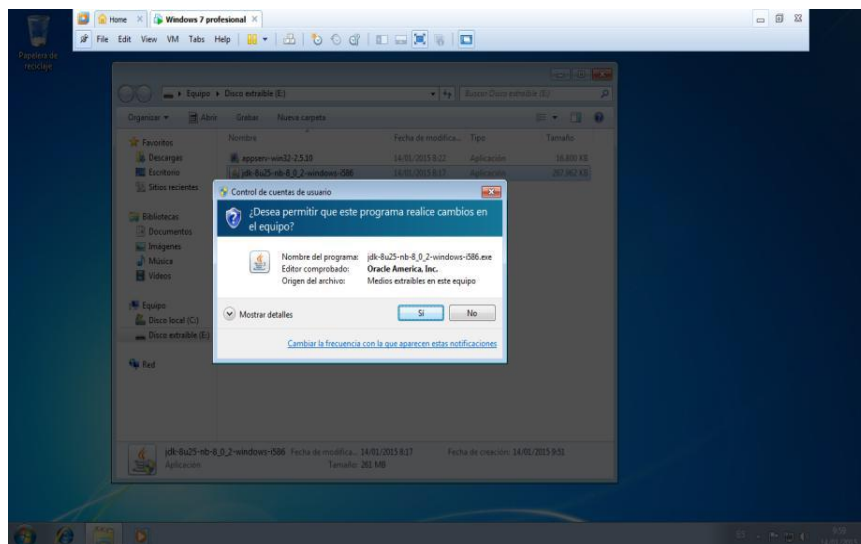 Home
Windows 7 profesional
File Edit View VM Tabs Help
Papelera de
reciclaje
Equipo Disco extraíble (E:)
Buscar Disco extraíble (E:)
Organizar Abrir Grabar Nueva carpeta
Nombre Fecha de modifica... Tipo Tamaño
appserv-win32-2.5.10 14/01/2015 8:22 Aplicación
jdk-8u25-nb-8_0_2-windows-i586 14/01/2015 8:17 Aplicación
Favoritos
Descargas
Escritorio
Sitios recientes
Bibliotecas
Documentos
Imágenes
Música
Vídeos
Equipo
Disco local (C:)
Disco extraíble (E:)
Red
Control de cuentas de usuario
¿Desea permitir que este programa realice cambios en
el equipo?
Nombre del programa: jdk-8u25-nb-8_0_2-windows-i586.exe
Editor comprobado: Oracle America, Inc.
Origen del archivo: Medios extraíbles en este equipo
Mostrar detalles
Sí No
Cambiar la frecuencia con la que aparecen estas notificaciones
jdk-8u25-nb-8_0_2-windows-i586 Fecha de modifica... 14/01/2015 8:17 Fecha de creación: 14/01/2015 9:51
Aplicación Tamaño: 261 MB
ES